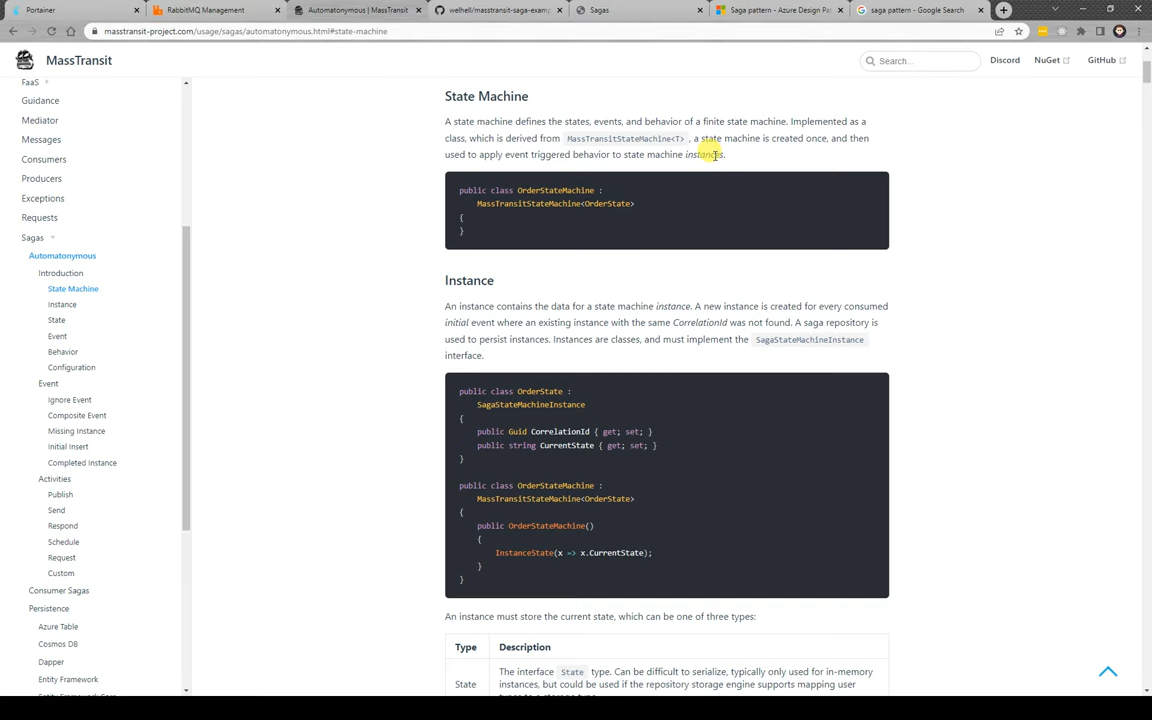 Portainer
RabbitMQ Management
Automatonymous | MassTransit
welhell/masstransit-saga-examp
Sagas
Saga pattern - Azure Design Pa
saga pattern - Google Search
masstransit-project.com/usage/sagas/automatonymous.html#state-machine
MassTransit
Search...
Discord
NuGet
GitHub
FaaS
Guidance
Mediator
Messages
Consumers
Producers
Exceptions
Requests
Sagas
Automatonymous
Introduction
State Machine
Instance
State
Event
Behavior
Configuration
Event
Ignore Event
Composite Event
Missing Instance
Initial Insert
Completed Instance
Activities
Publish
Send
Respond
Schedule
Request
Custom
Consumer Sagas
Persistence
Azure Table
Cosmos DB
Dapper
Entity Framework
State Machine
A state machine defines the states, events, and behavior of a finite state machine. Implemented as a
class, which is derived from MassTransitStateMachine<T>, a state machine is created once, and then
used to apply event triggered behavior to state machine instances.
public class OrderStateMachine :
MassTransitStateMachine<OrderState>
{
}
Instance
An instance contains the data for a state machine instance. A new instance is created for every consumed
initial event where an existing instance with the same CorrelationId was not found. A saga repository is
used to persist instances. Instances are classes, and must implement the SagaStateMachineInstance
interface.
public class OrderState :
SagaStateMachineInstance
{
public Guid CorrelationId { get; set; }
public string CurrentState { get; set; }
}
public class OrderStateMachine :
MassTransitStateMachine<OrderState>
{
public OrderStateMachine()
{
InstanceState(x => x.CurrentState);
}
}
An instance must store the current state, which can be one of three types:
Type Description
The interface State type. Can be difficult to serialize, typically only used for in-memory
State instances, but could be used if the repository storage engine supports mapping user